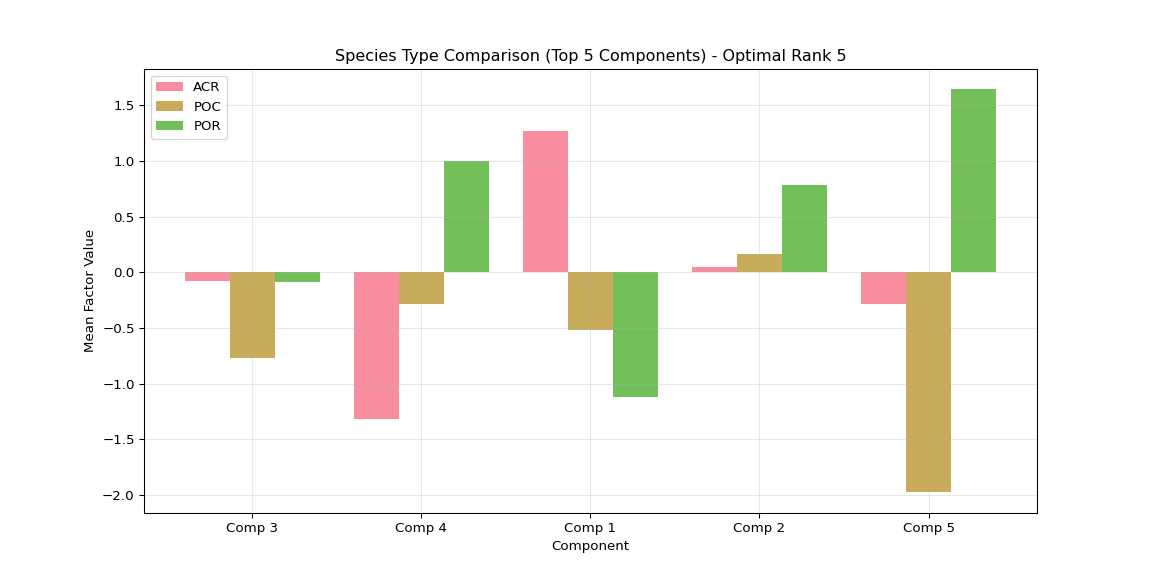 Species Type Comparison (Top 5 Components) - Optimal Rank 5
ACR
POC
POR
1.5
1.0
0.5
0.0
−0.5
−1.0
−1.5
−2.0
Mean Factor Value
Comp 3
Comp 4
Comp 1
Comp 2
Comp 5
Component